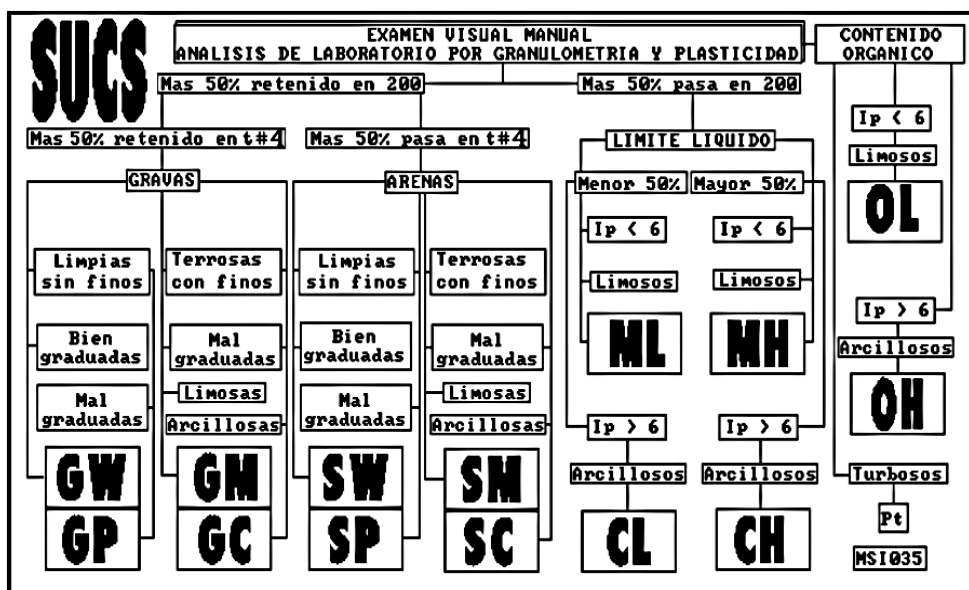 SUCS
EXAMEN VISUAL MANUAL
ANALISIS DE LABORATORIO POR GRANULOMETRIA Y PLASTICIDAD
CONTENIDO
ORGANICO
Mas 50% retenido en 200
Mas 50% pasa en 200
Mas 50% retenido en t#4
Mas 50% pasa en t#4
LIMITE LIQUIDO
GRAVAS
ARENAS
Menor 50%
Mayor 50%
Limpias
sin finos
Terrosas
con finos
Limpias
sin finos
Terrosas
con finos
Bien
graduadas
Mal
graduadas
Bien
graduadas
Mal
graduadas
Mal
graduadas
Limosas
Arcillosas
Mal
graduadas
Limosas
Arcillosas
GW
GP
GM
GC
SW
SP
SM
SC
Ip < 6
Limosos
ML
Ip < 6
Limosos
MH
Ip > 6
Arcillosos
CL
Ip > 6
Arcillosos
CH
Ip < 6
Limosos
OL
Ip > 6
Arcillosos
OH
Turbosos
Pt
MSI035